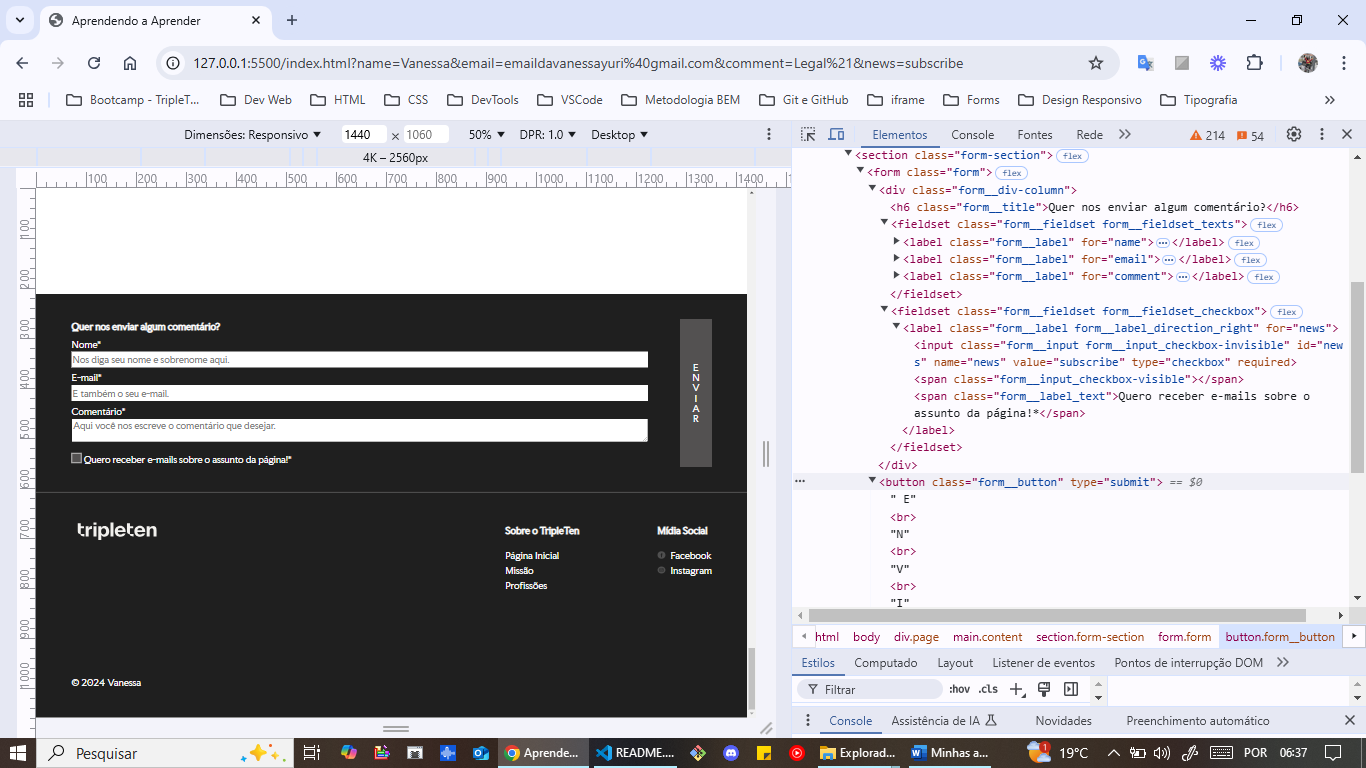 Aprendendo a Aprender
127.0.0.1:5500/index.html?name=Vanessa&email=emaildavanessayuri%40gmail.com&comment=Legal%21&news=subscribe
Bootcamp - TripleT... Dev Web HTML CSS DevTools VSCode Metodologia BEM Git e GitHub iframe Forms Design Responsivo Tipografia
Dimensões: Responsivo 1440 × 1060 50% DPR: 1.0 Desktop
4K – 2560px
100 200 300 400 500 600 700 800 900 1000 1100 1200 1300 1400
100
200
300
400
500
600
700
800
900
1000
Quer nos enviar algum comentário?
Nome*
Nos diga seu nome e sobrenome aqui.
E-mail*
E também o seu e-mail.
Comentário*
Aqui você nos escreve o comentário que desejar.
Quero receber e-mails sobre o assunto da página!*
E
N
V
I
A
R
tripleten
Sobre o TripleTen
Página Inicial
Missão
Profissões
Mídia Social
Facebook
Instagram
© 2024 Vanessa
Elementos Console Fontes Rede 214 54
<section class="form-section"> flex
<form class="form"> flex
<div class="form__div-column">
<h6 class="form__title">Quer nos enviar algum comentário?</h6>
<fieldset class="form__fieldset form__fieldset_texts"> flex
<label class="form__label" for="name"> ⋯ </label> flex
<label class="form__label" for="email"> ⋯ </label> flex
<label class="form__label" for="comment"> ⋯ </label> flex
</fieldset>
<fieldset class="form__fieldset form__fieldset_checkbox"> flex
<label class="form__label form__label_direction_right" for="news">
<input class="form__input form__input_checkbox-invisible" id="new
s" name="news" value="subscribe" type="checkbox" required>
<span class="form__input_checkbox-visible"></span>
<span class="form__label_text">Quero receber e-mails sobre o
assunto da página!*</span>
</label>
</fieldset>
</div>
<button class="form__button" type="submit"> == $0
" E"
<br>
"N"
<br>
"V"
<br>
"I"
html body div.page main.content section.form-section form.form button.form__button
Estilos Computado Layout Listener de eventos Pontos de interrupção DOM
Filtrar :hov .cls
Console Assistência de IA Novidades Preenchimento automático
Pesquisar
Aprende... README.... Explorad... Minhas a... 1 19°C POR 06:37